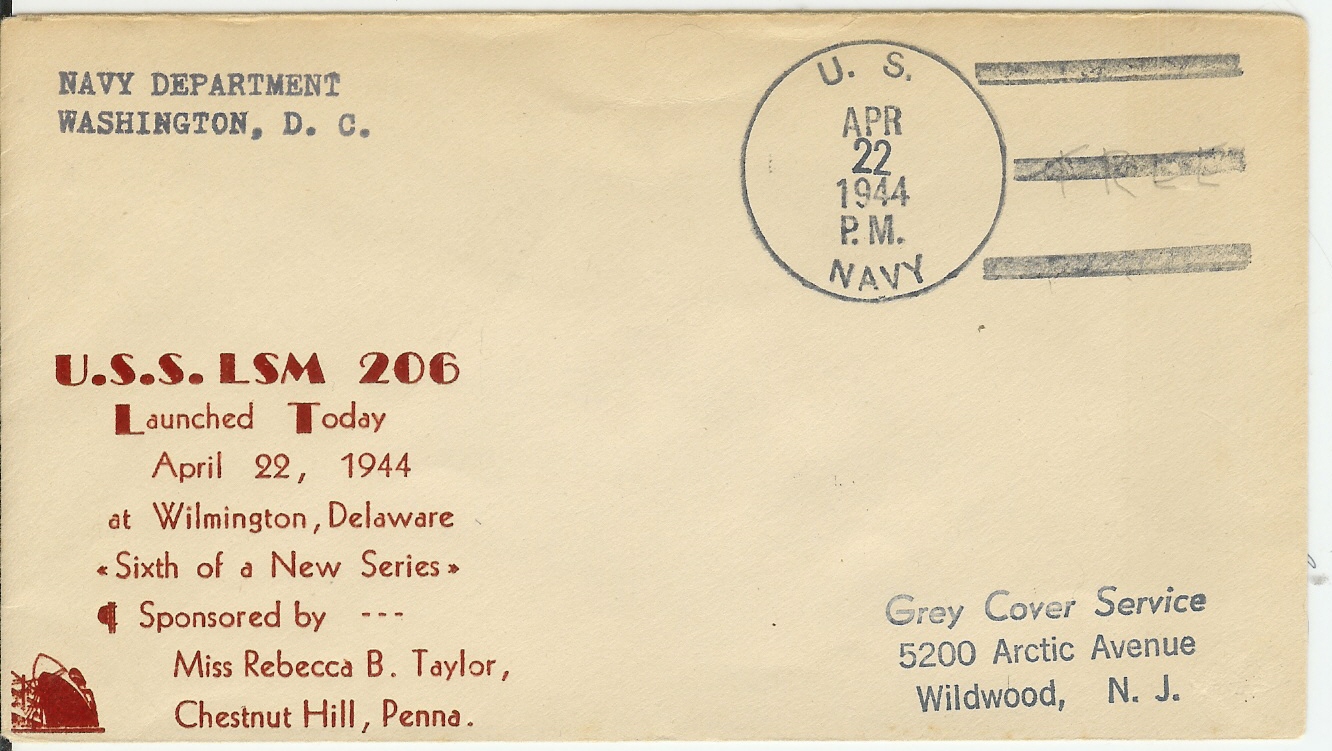 NAVY DEPARTMENT
WASHINGTON, D. C.
U. S.
APR
22
1944
P.M.
NAVY
FREE
U.S.S. LSM 206
Launched Today
April 22, 1944
at Wilmington, Delaware
«Sixth of a New Series»
¶ Sponsored by ---
Miss Rebecca B. Taylor,
Chestnut Hill, Penna.
Grey Cover Service
5200 Arctic Avenue
Wildwood, N. J.